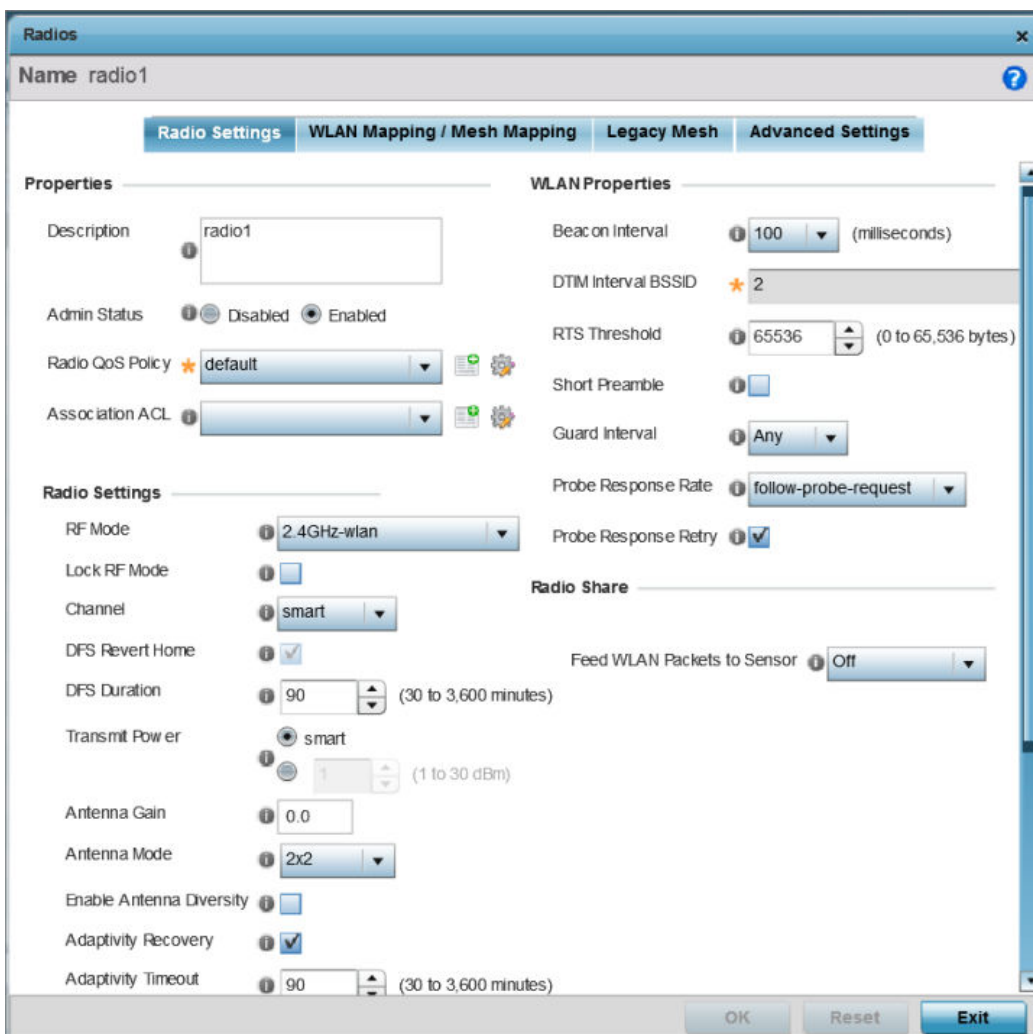 Radios
Name radio1
Radio Settings WLAN Mapping / Mesh Mapping Legacy Mesh Advanced Settings
Properties
Description radio1
Admin Status Disabled Enabled
Radio QoS Policy default
Association ACL
Radio Settings
RF Mode 2.4GHz-wlan
Lock RF Mode
Channel smart
DFS Revert Home
DFS Duration 90 (30 to 3,600 minutes)
Transmit Power smart
1 (1 to 30 dBm)
Antenna Gain 0.0
Antenna Mode 2x2
Enable Antenna Diversity
Adaptivity Recovery
Adaptivity Timeout 90 (30 to 3,600 minutes)
WLAN Properties
Beacon Interval 100 (milliseconds)
DTIM Interval BSSID 2
RTS Threshold 65536 (0 to 65,536 bytes)
Short Preamble
Guard Interval Any
Probe Response Rate follow-probe-request
Probe Response Retry
Radio Share
Feed WLAN Packets to Sensor Off
OK Reset Exit